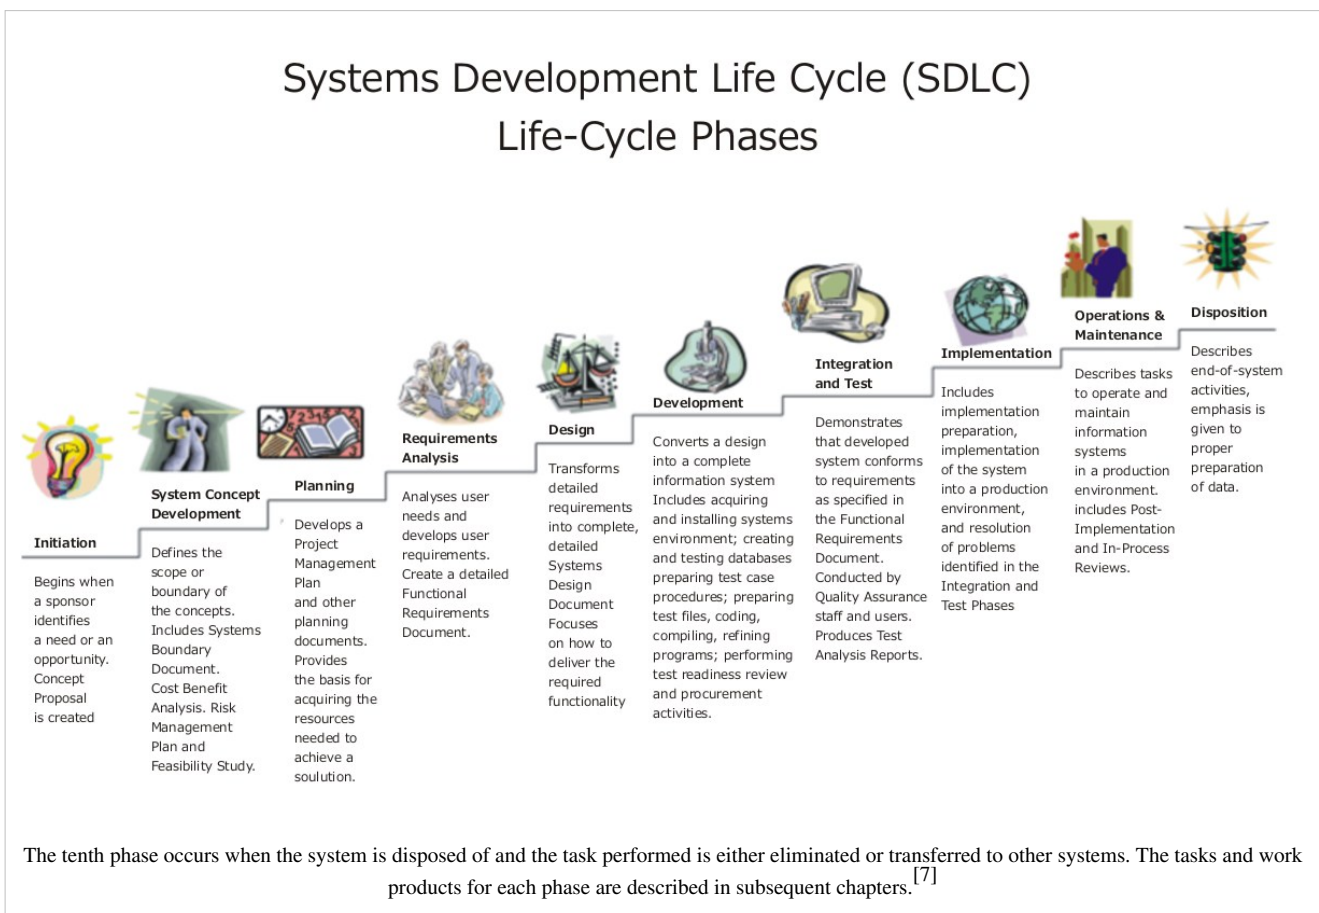 Systems Development Life Cycle (SDLC)
Life-Cycle Phases
Initiation
Begins when
a sponsor
identifies
a need or an
opportunity.
Concept
Proposal
is created
System Concept
Development
Defines the
scope or
boundary of
the concepts.
Includes Systems
Boundary
Document.
Cost Benefit
Analysis. Risk
Management
Plan and
Feasibility Study.
Planning
Develops a
Project
Management
Plan
and other
planning
documents.
Provides
the basis for
acquiring the
resources
needed to
achieve a
soulution.
Requirements
Analysis
Analyses user
needs and
develops user
requirements.
Create a detailed
Functional
Requirements
Document.
Design
Transforms
detailed
requirements
into complete,
detailed
Systems
Design
Document
Focuses
on how to
deliver the
required
functionality
Development
Converts a design
into a complete
information system
Includes acquiring
and installing systems
environment; creating
and testing databases
preparing test case
procedures; preparing
test files, coding,
compiling, refining
programs; performing
test readiness review
and procurement
activities.
Integration
and Test
Demonstrates
that developed
system conforms
to requirements
as specified in
the Functional
Requirements
Document.
Conducted by
Quality Assurance
staff and users.
Produces Test
Analysis Reports.
Implementation
Includes
implementation
preparation,
implementation
of the system
into a production
environment,
and resolution
of problems
identified in the
Integration and
Test Phases
Operations &
Maintenance
Describes tasks
to operate and
maintain
information
systems
in a production
environment.
includes Post-
Implementation
and In-Process
Reviews.
Disposition
Describes
end-of-system
activities,
emphasis is
given to
proper
preparation
of data.
The tenth phase occurs when the system is disposed of and the task performed is either eliminated or transferred to other systems. The tasks and work
products for each phase are described in subsequent chapters.[7]